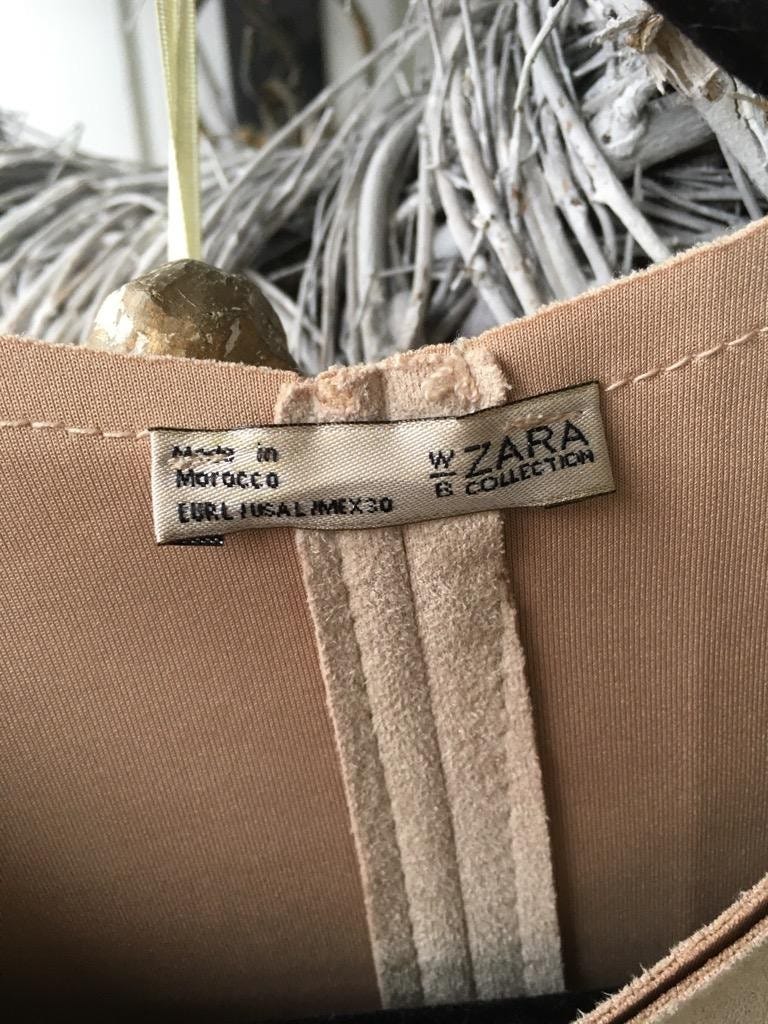 Made in
Morocco
EUR L / USA L / MEX 30
W
B
ZARA
COLLECTION